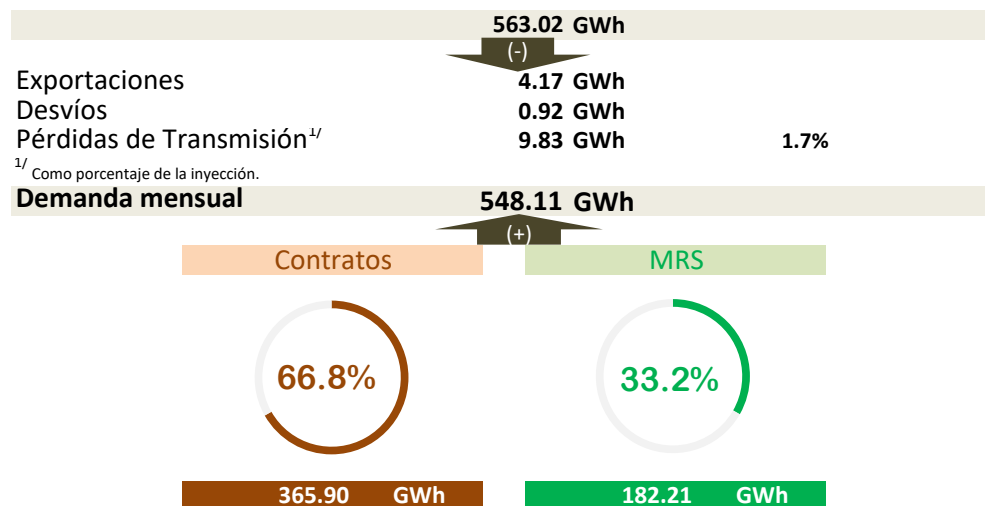 563.02 GWh
(-)
Exportaciones 4.17 GWh
Desvíos 0.92 GWh
Pérdidas de Transmisión1/ 9.83 GWh 1.7%
1/ Como porcentaje de la inyección.
Demanda mensual 548.11 GWh
(+)
Contratos MRS
66.8% 33.2%
365.90 GWh 182.21 GWh